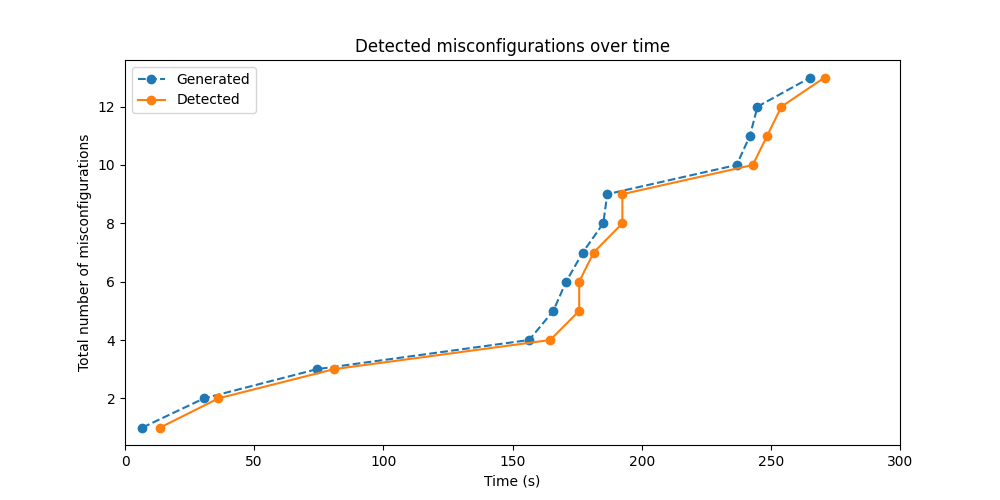 Detected misconfigurations over time
Generated
Detected
Total number of misconfigurations
12
10
8
6
4
2
0 50 100 150 200 250 300
Time (s)